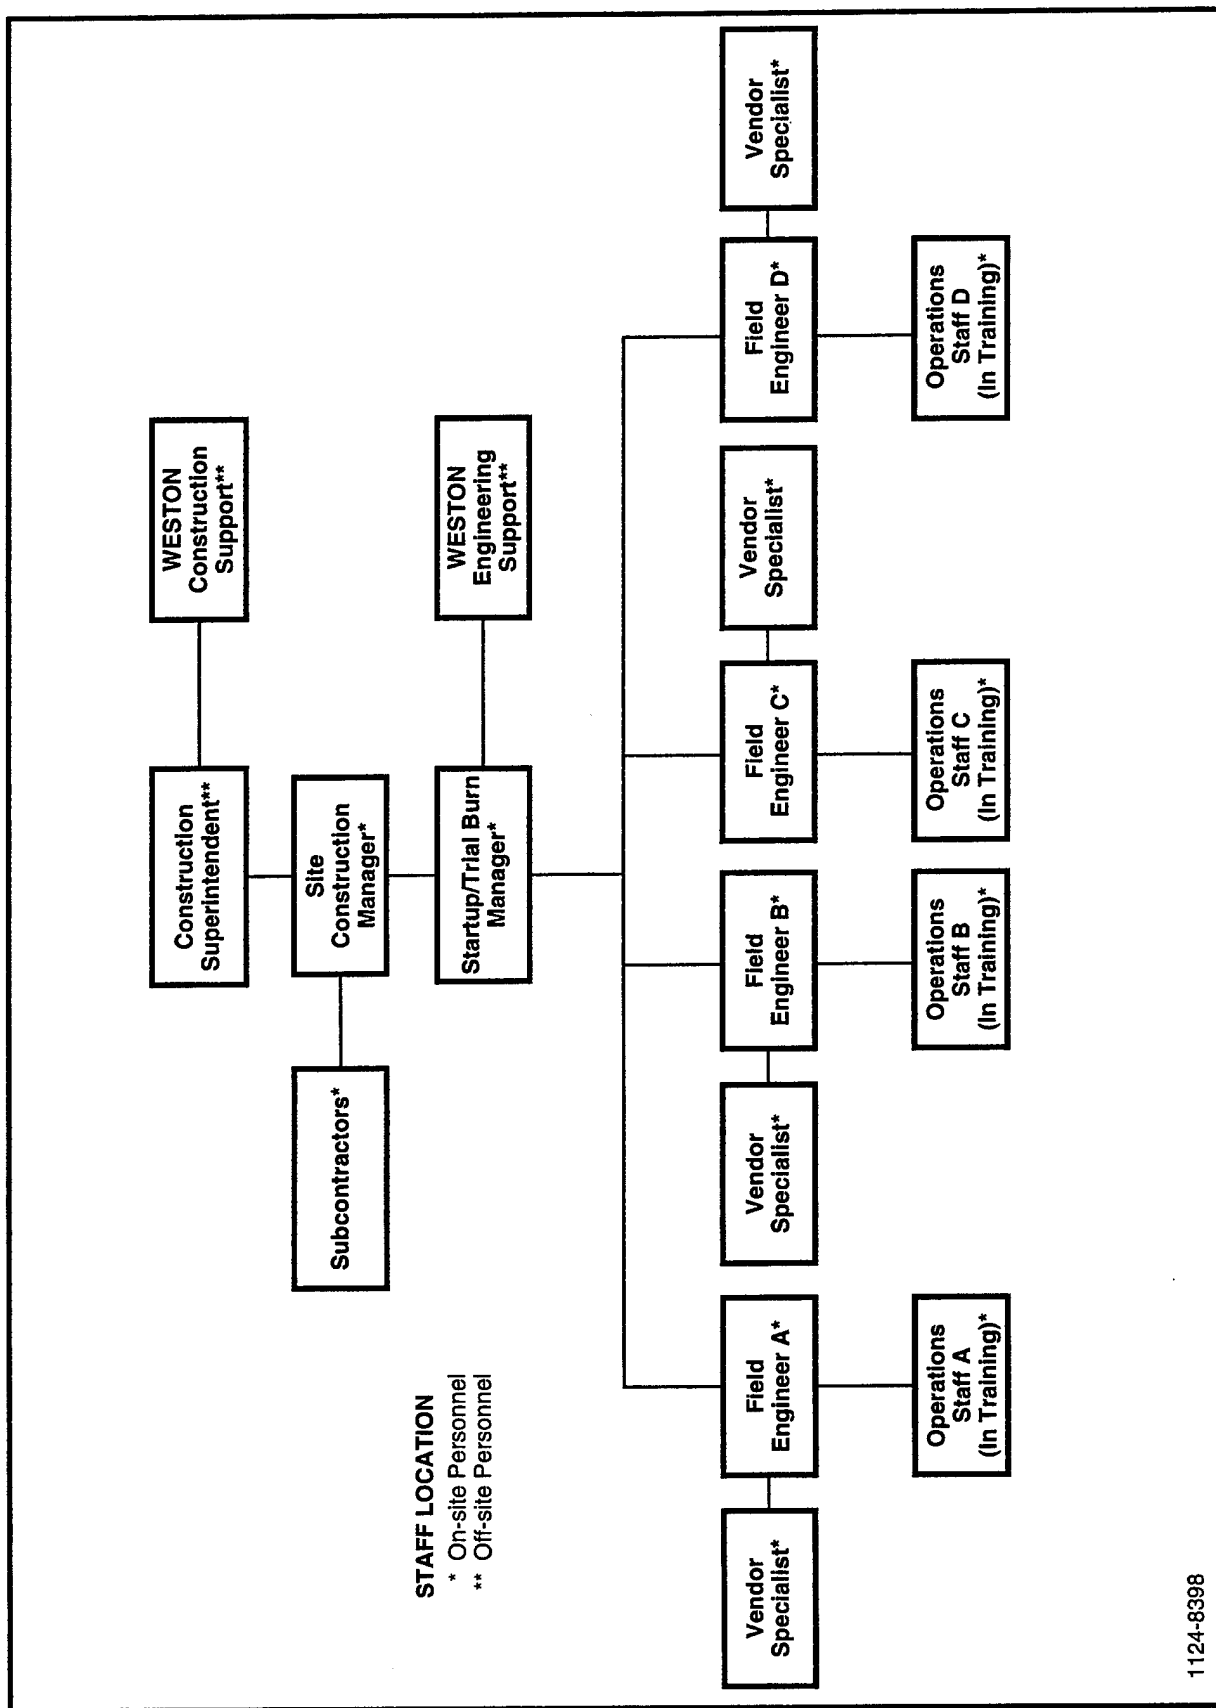 Construction
Superintendent**
WESTON
Construction
Support**
Subcontractors*
Site
Construction
Manager*
Startup/Trial Burn
Manager*
WESTON
Engineering
Support**
STAFF LOCATION
* On-site Personnel
** Off-site Personnel
Vendor
Specialist*
Field
Engineer A*
Vendor
Specialist*
Field
Engineer B*
Field
Engineer C*
Vendor
Specialist*
Field
Engineer D*
Vendor
Specialist*
Operations
Staff A
(In Training)*
Operations
Staff B
(In Training)*
Operations
Staff C
(In Training)*
Operations
Staff D
(In Training)*
1124-8398